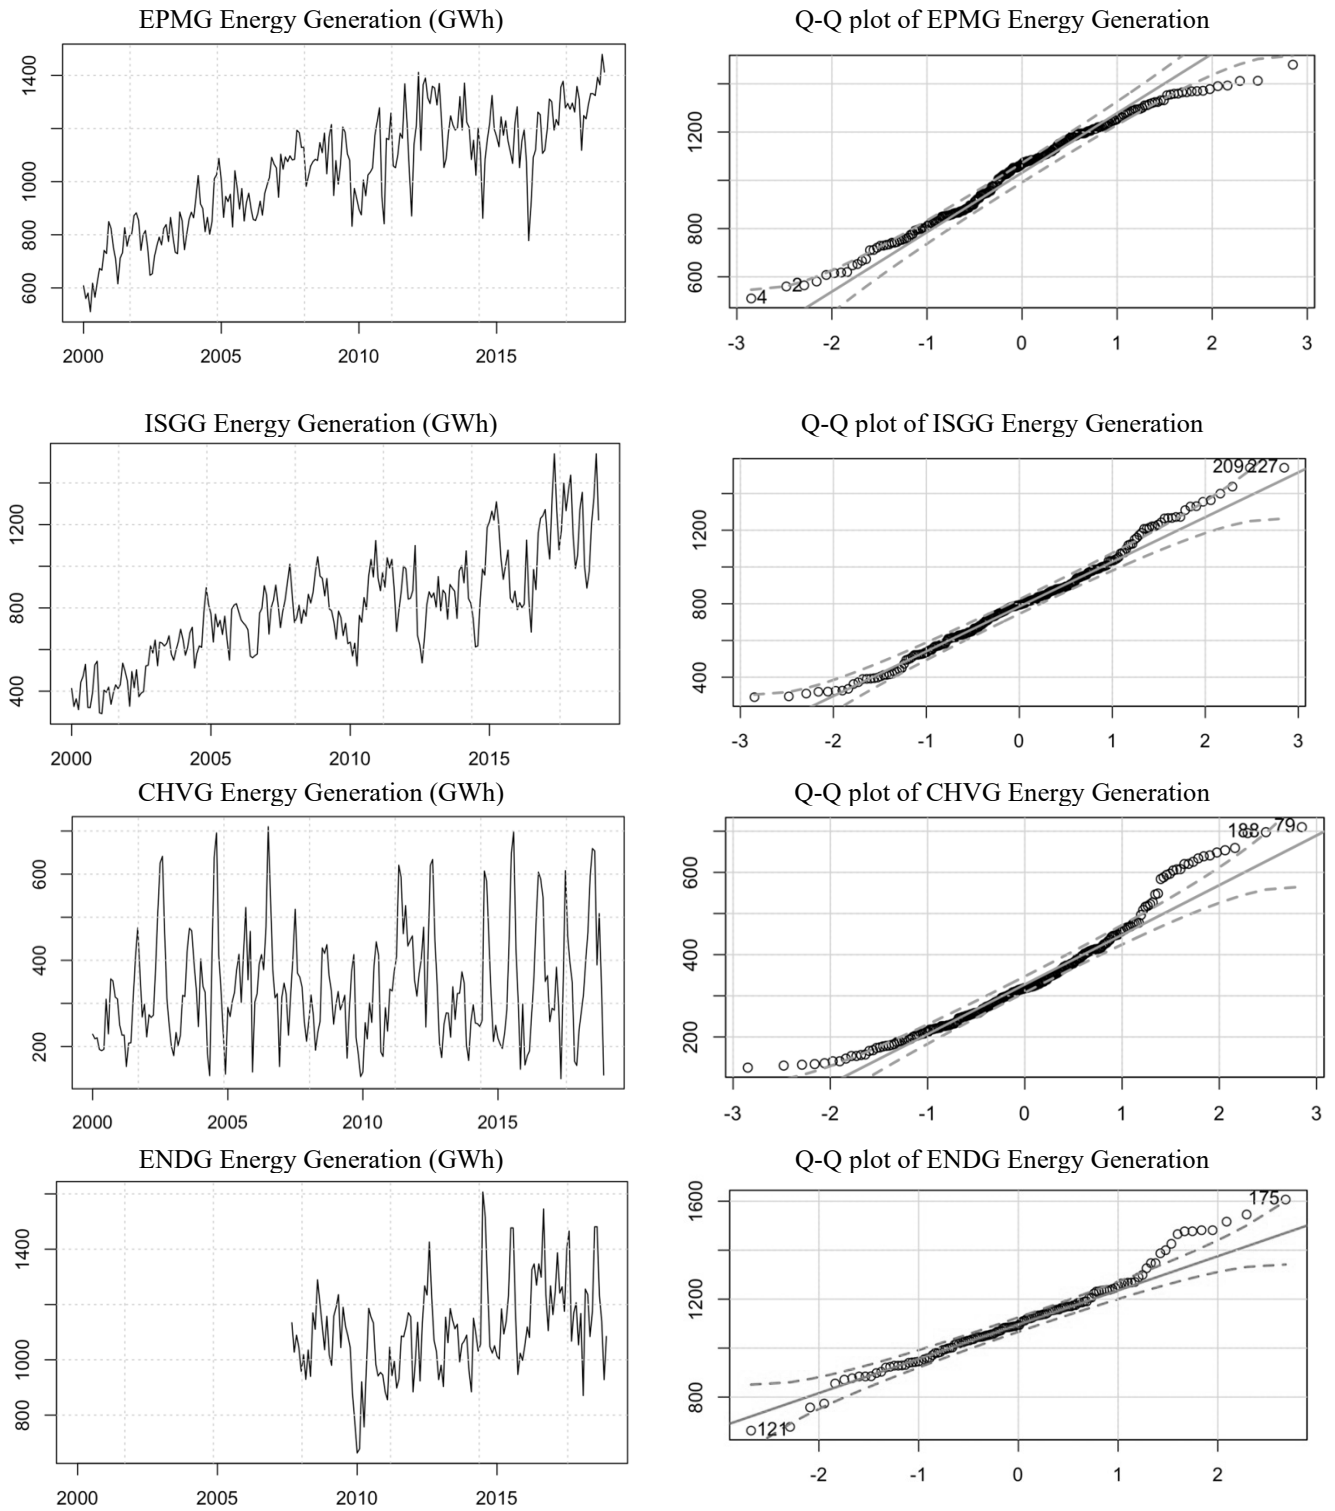 EPMG Energy Generation (GWh)
Q-Q plot of EPMG Energy Generation
600 800 1000 1400
2000 2005 2010 2015
600 800 1200
4 2
-3 -2 -1 0 1 2 3
ISGG Energy Generation (GWh)
Q-Q plot of ISGG Energy Generation
400 800 1200
2000 2005 2010 2015
400 800 1200
209 227
-3 -2 -1 0 1 2 3
CHVG Energy Generation (GWh)
Q-Q plot of CHVG Energy Generation
200 400 600
2000 2005 2010 2015
200 400 600
188 79
-3 -2 -1 0 1 2 3
ENDG Energy Generation (GWh)
Q-Q plot of ENDG Energy Generation
800 1000 1400
2000 2005 2010 2015
800 1200 1600
121 175
-2 -1 0 1 2